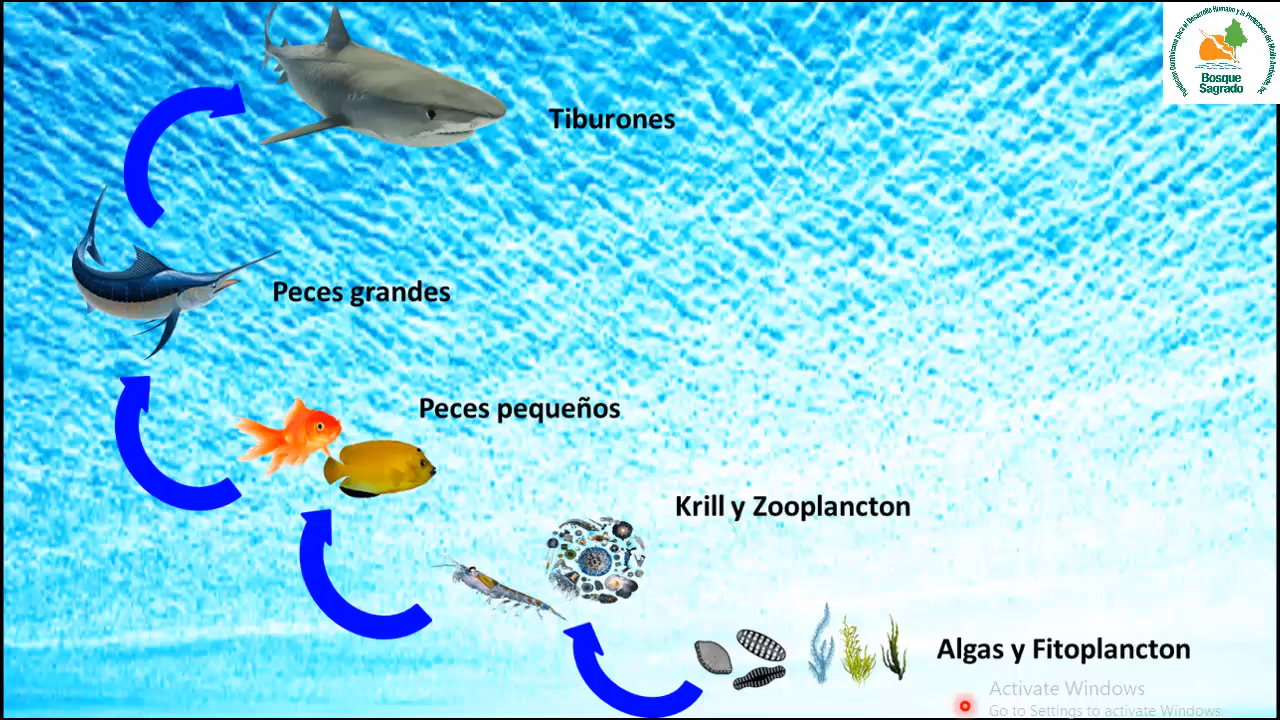 Bosque
Sagrado
Tiburones
Peces grandes
Peces pequeños
Krill y Zooplancton
Algas y Fitoplancton
Activate Windows
Go to Settings to activate Windows.